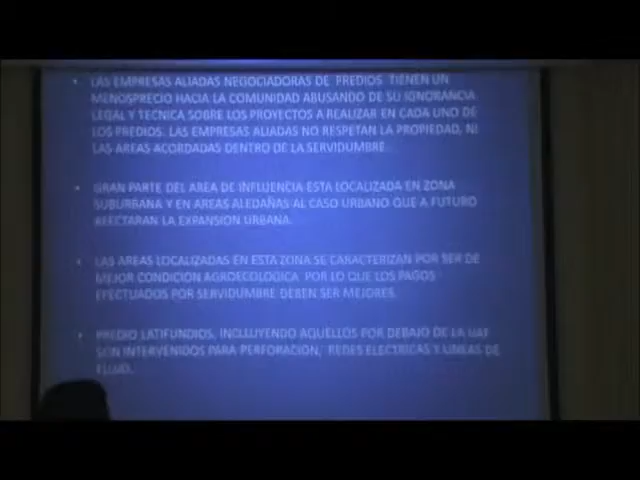 • LAS EMPRESAS ALIADAS NEGOCIADORAS DE PREDIOS TIENEN UN
MENOSPRECIO HACIA LA COMUNIDAD ABUSANDO DE SU IGNORANCIA
LEGAL Y TECNICA SOBRE LOS PROYECTOS A REALIZAR EN CADA UNO DE
LOS PREDIOS. LAS EMPRESAS ALIADAS NO RESPETAN LA PROPIEDAD, NI
LAS AREAS ACORDADAS DENTRO DE LA SERVIDUMBRE.
• GRAN PARTE DEL AREA DE INFLUENCIA ESTA LOCALIZADA EN ZONA
SUBURBANA Y EN AREAS ALEDAÑAS AL CASO URBANO QUE A FUTURO
AFECTARAN LA EXPANSION URBANA.
• LAS AREAS LOCALIZADAS EN ESTA ZONA SE CARACTERIZAN POR SER DE
MEJOR CONDICION AGROECOLOGICA POR LO QUE LOS PAGOS
EFECTUADOS POR SERVIDUMBRE DEBEN SER MEJORES.
• PREDIO LATIFUNDIOS, INCLUYENDO AQUELLOS POR DEBAJO DE LA UAF
SON INTERVENIDOS PARA PERFORACION, REDES ELECTRICAS Y LINEAS DE
FLUJO.